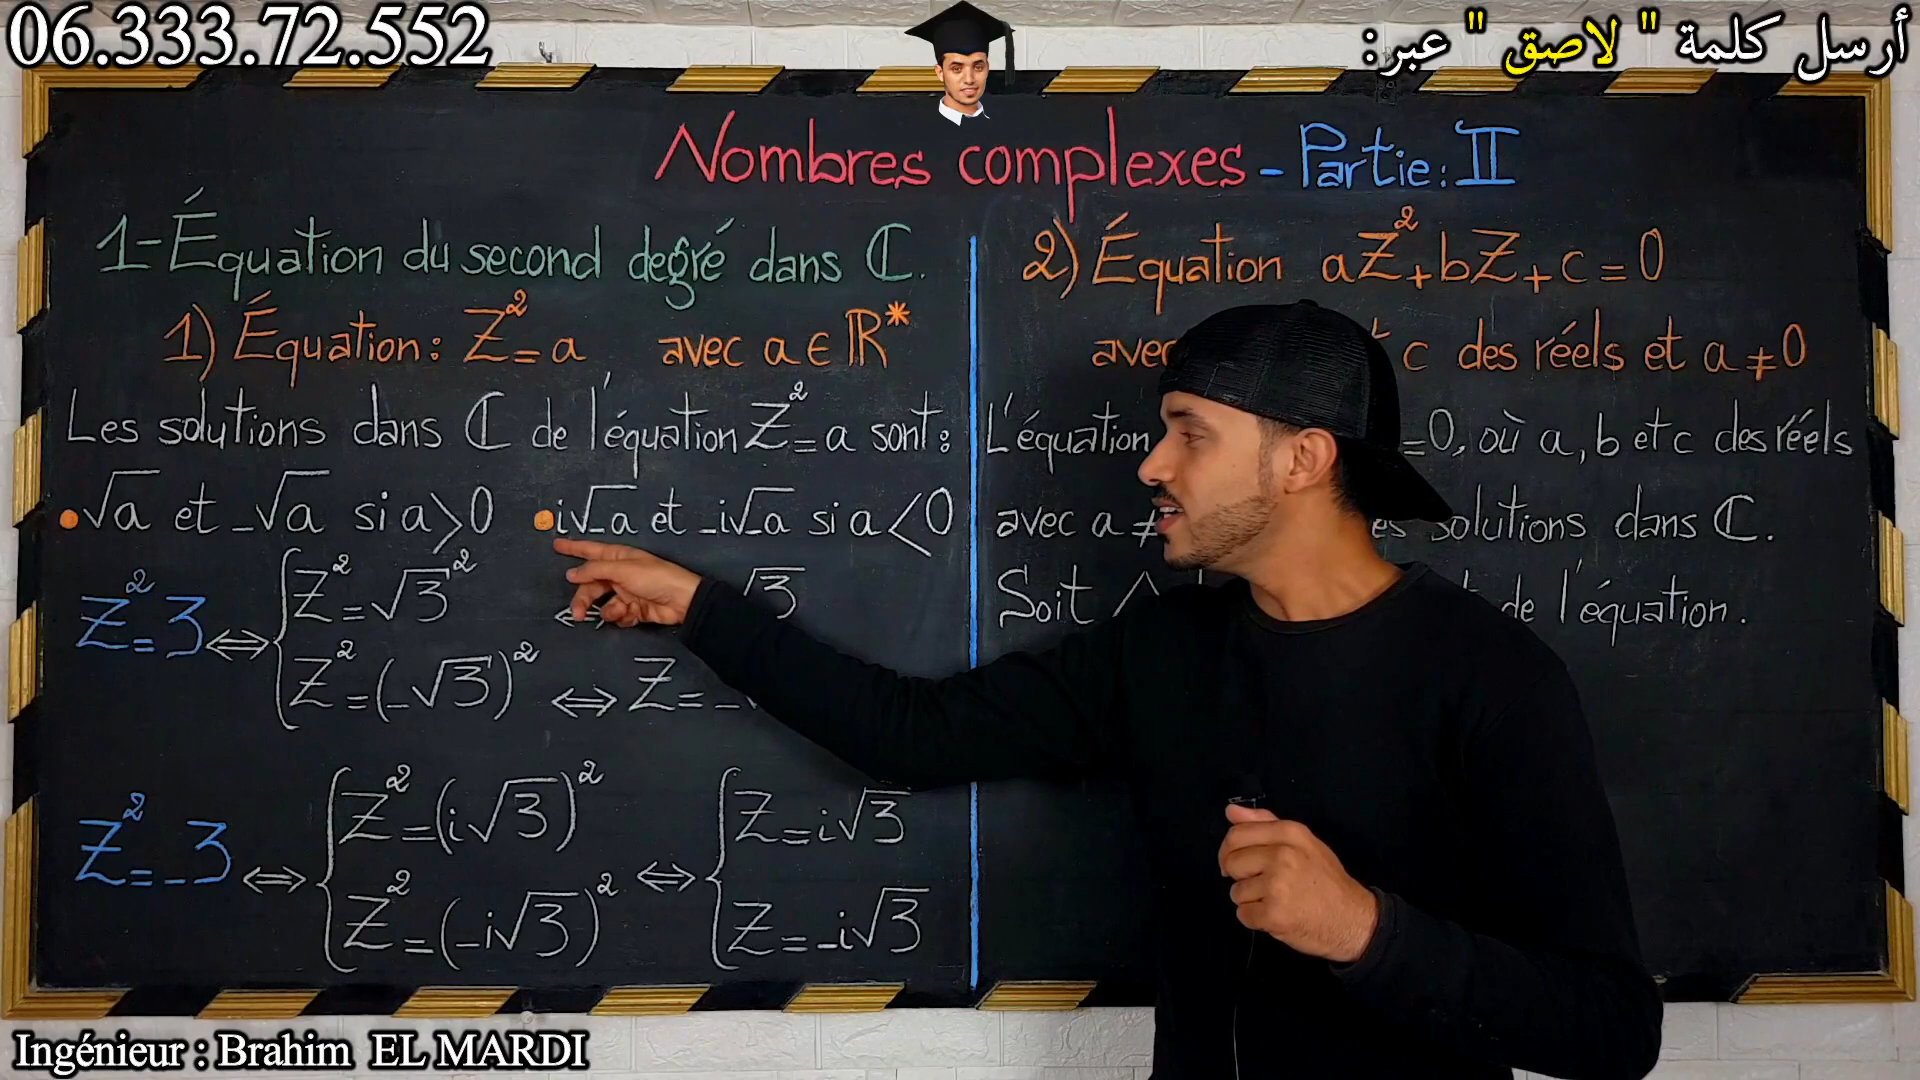 06.333.72.552
أرسل كلمة " لاصق " عبر:
Nombres complexes - Partie: II
1-Équation du second degré dans ℂ.
1) Équation: Z²=a avec a∈ℝ*
Les solutions dans ℂ de l'équation Z²=a sont:
•√a et -√a si a>0 •i√-a et -i√-a si a<0
Z²=3 ⇔ { Z²=√3² ⇔ √3
Z²=(-√3)² ⇔ Z=-
Z²=-3 ⇔ { Z²=(i√3)² ⇔ { Z=i√3
Z²=(-i√3)² Z=-i√3
2) Équation aZ²+bZ+c=0
avec c des réels et a≠0
L'équation =0, où a, b et c des réels
avec a ≠ solutions dans ℂ.
Soit de l'équation.
Ingénieur : Brahim EL MARDI